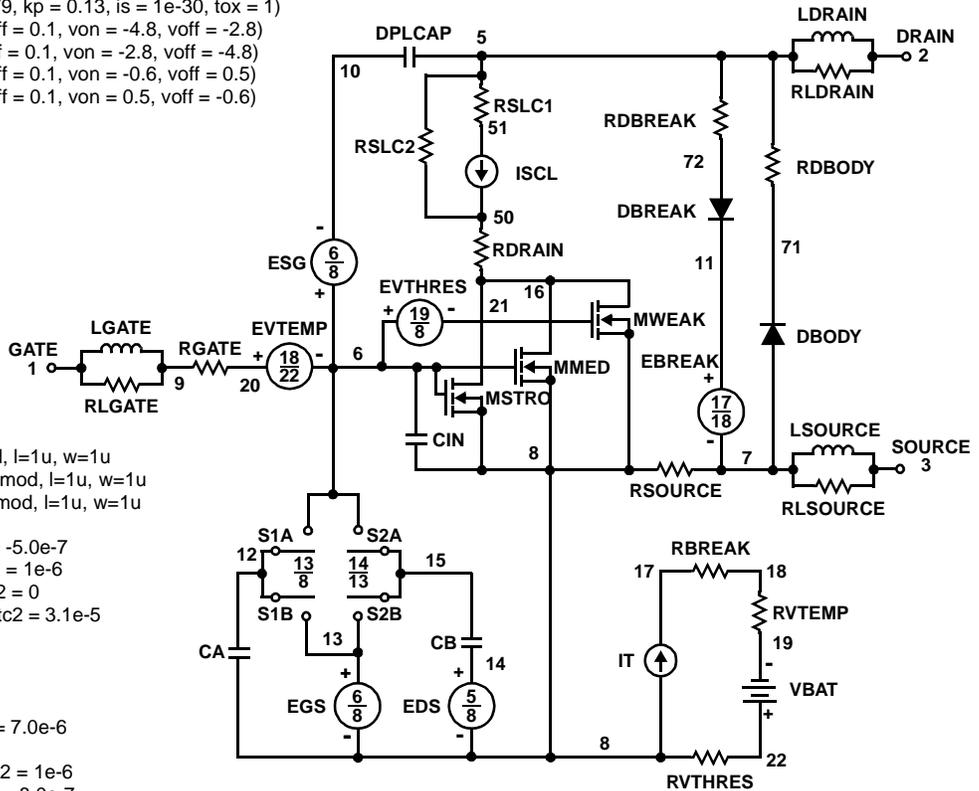 79, kp = 0.13, is = 1e-30, tox = 1)
ff = 0.1, von = -4.8, voff = -2.8)
f = 0.1, von = -2.8, voff = -4.8)
ff = 0.1, von = -0.6, voff = 0.5)
ff = 0.1, von = 0.5, voff = -0.6)
DPLCAP
5
10
LDRAIN
DRAIN
2
RLDRAIN
RSLC1
51
RSLC2
ISCL
50
RDRAIN
RDBREAK
72
RDBODY
DBREAK
11
71
-
ESG
6
8
+
EVTHRES
+
19
8
-
21
16
MWEAK
DBODY
LGATE
GATE
1
RLGATE
9
RGATE
20
EVTEMP
+
18
22
-
6
MMED
MSTRO
EBREAK
+
17
18
-
CIN
8
RSOURCE
7
LSOURCE
SOURCE
3
RLSOURCE
l, l=1u, w=1u
mod, l=1u, w=1u
mod, l=1u, w=1u
-5.0e-7
= 1e-6
2 = 0
tc2 = 3.1e-5
S1A
S2A
12
13
8
14
13
15
S1B
S2B
13
CA
CB
14
+
EGS
6
8
-
+
EDS
5
8
-
RBREAK
17
18
RVTEMP
19
IT
-
VBAT
+
8
22
RVTHRES
= 7.0e-6
2 = 1e-6